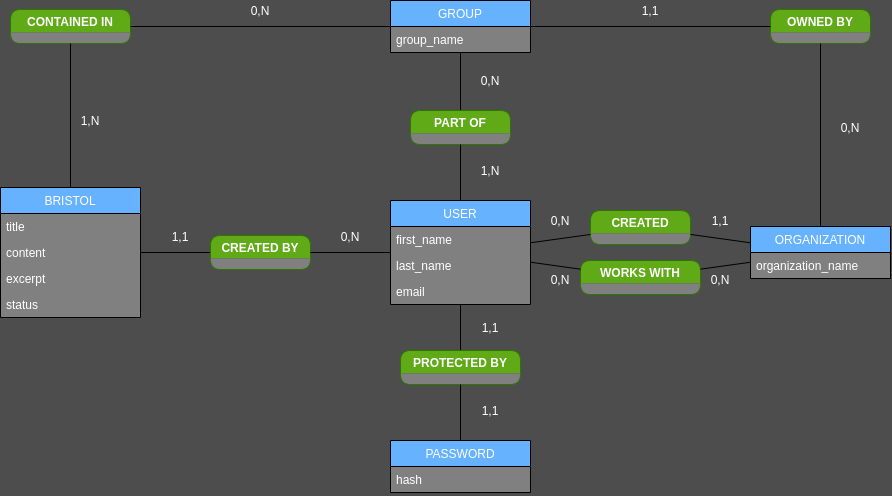 CONTAINED IN
0,N
GROUP
group_name
1,1
OWNED BY
0,N
PART OF
1,N
0,N
1,N
BRISTOL
title
content
excerpt
status
1,1
CREATED BY
0,N
USER
first_name
last_name
email
0,N
CREATED
1,1
0,N
WORKS WITH
0,N
ORGANIZATION
organization_name
1,1
PROTECTED BY
1,1
PASSWORD
hash